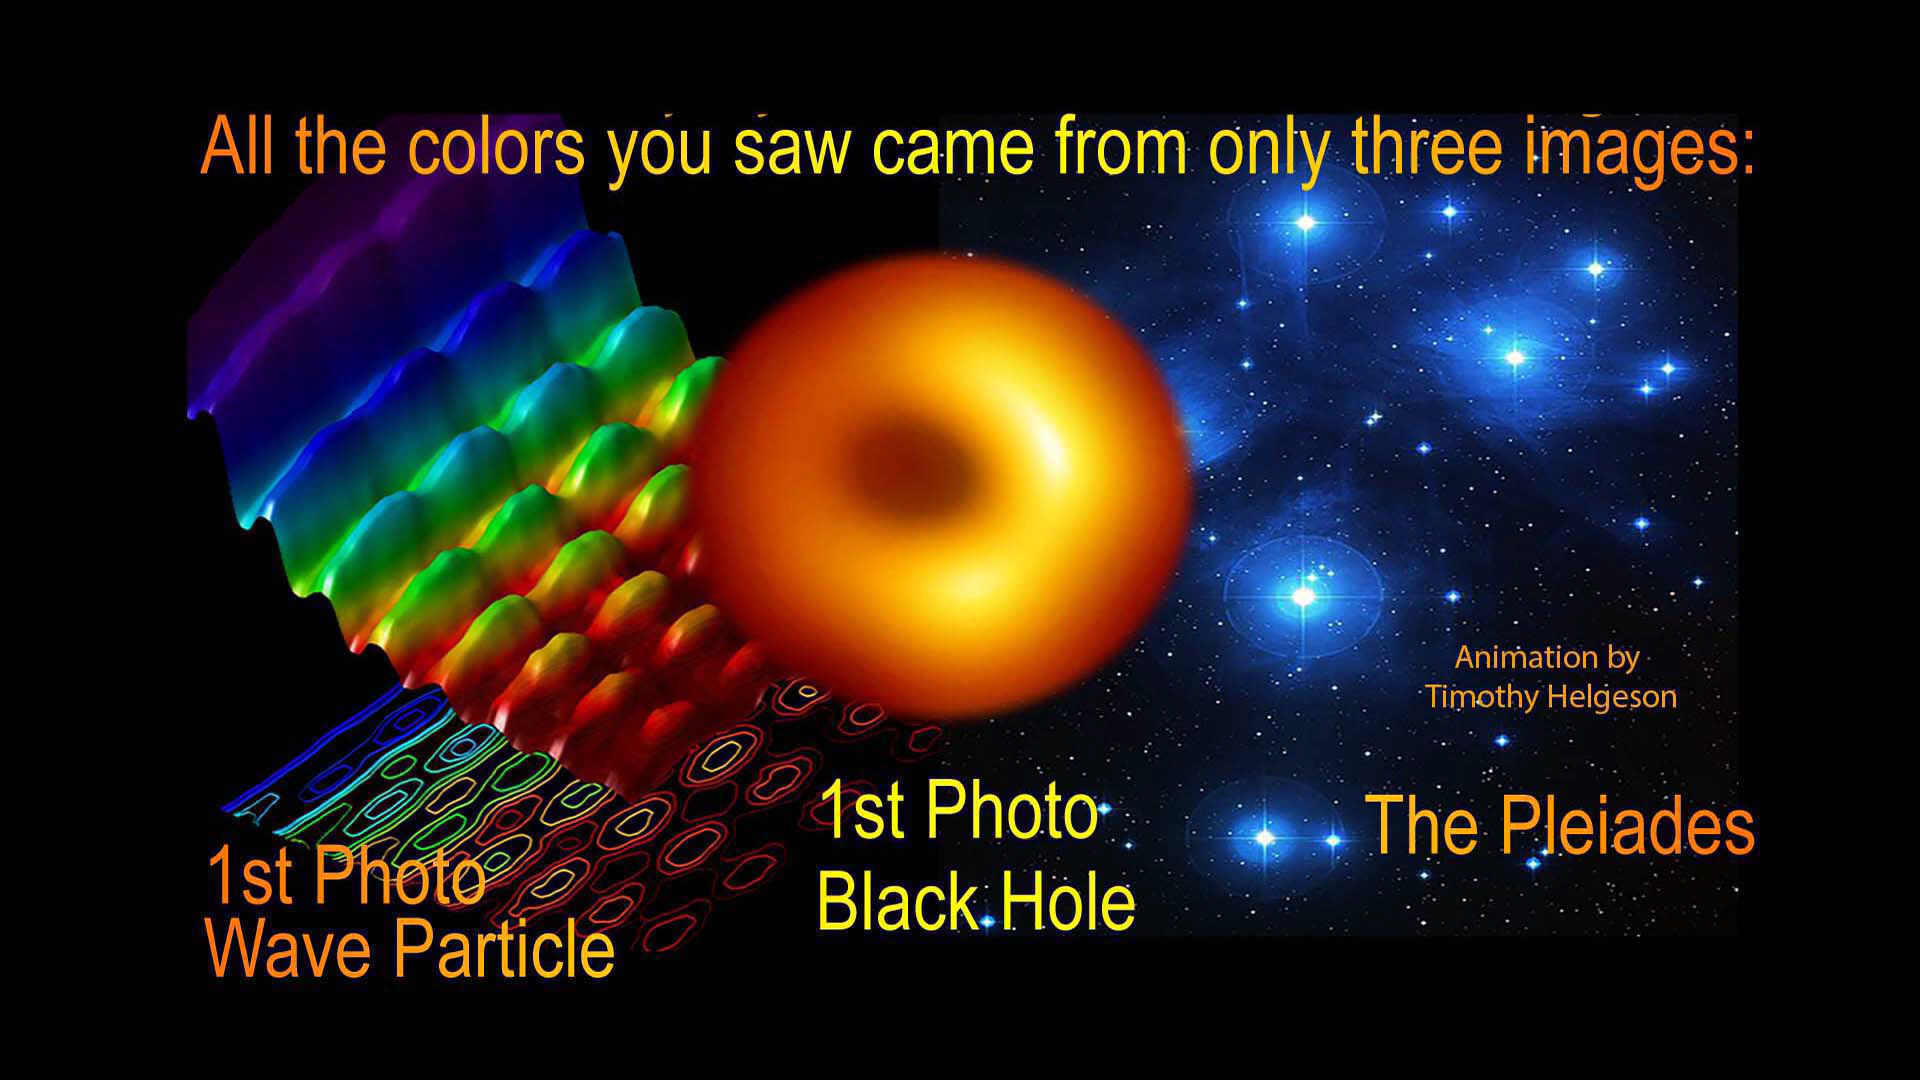 All the colors you saw came from only three images:
Animation by
Timothy Helgeson
1st Photo
Black Hole
The Pleiades
1st Photo
Wave Particle